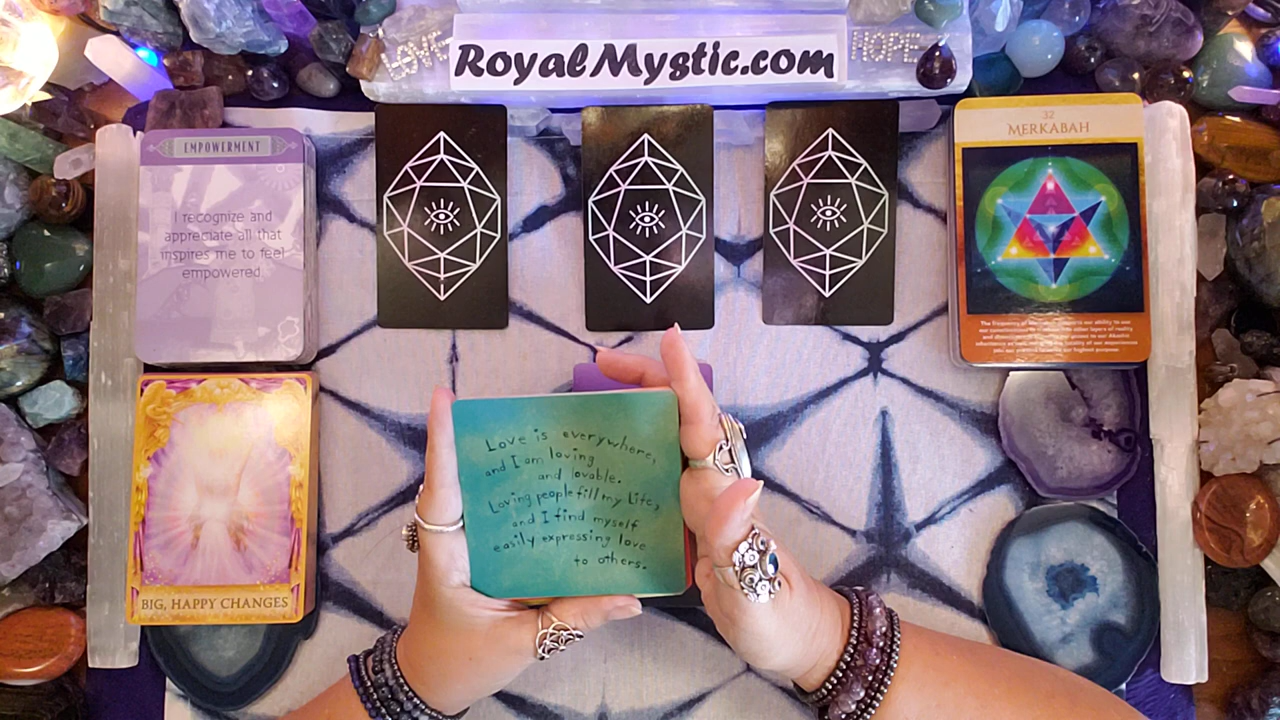 LOVE
RoyalMystic.com
HOPE
EMPOWERMENT
I recognize and
appreciate all that
inspires me to feel
empowered.
32
MERKABAH
BIG, HAPPY CHANGES
Love is everywhere,
and I am loving
and lovable.
Loving people fill my life,
and I find myself
easily expressing love
to others.